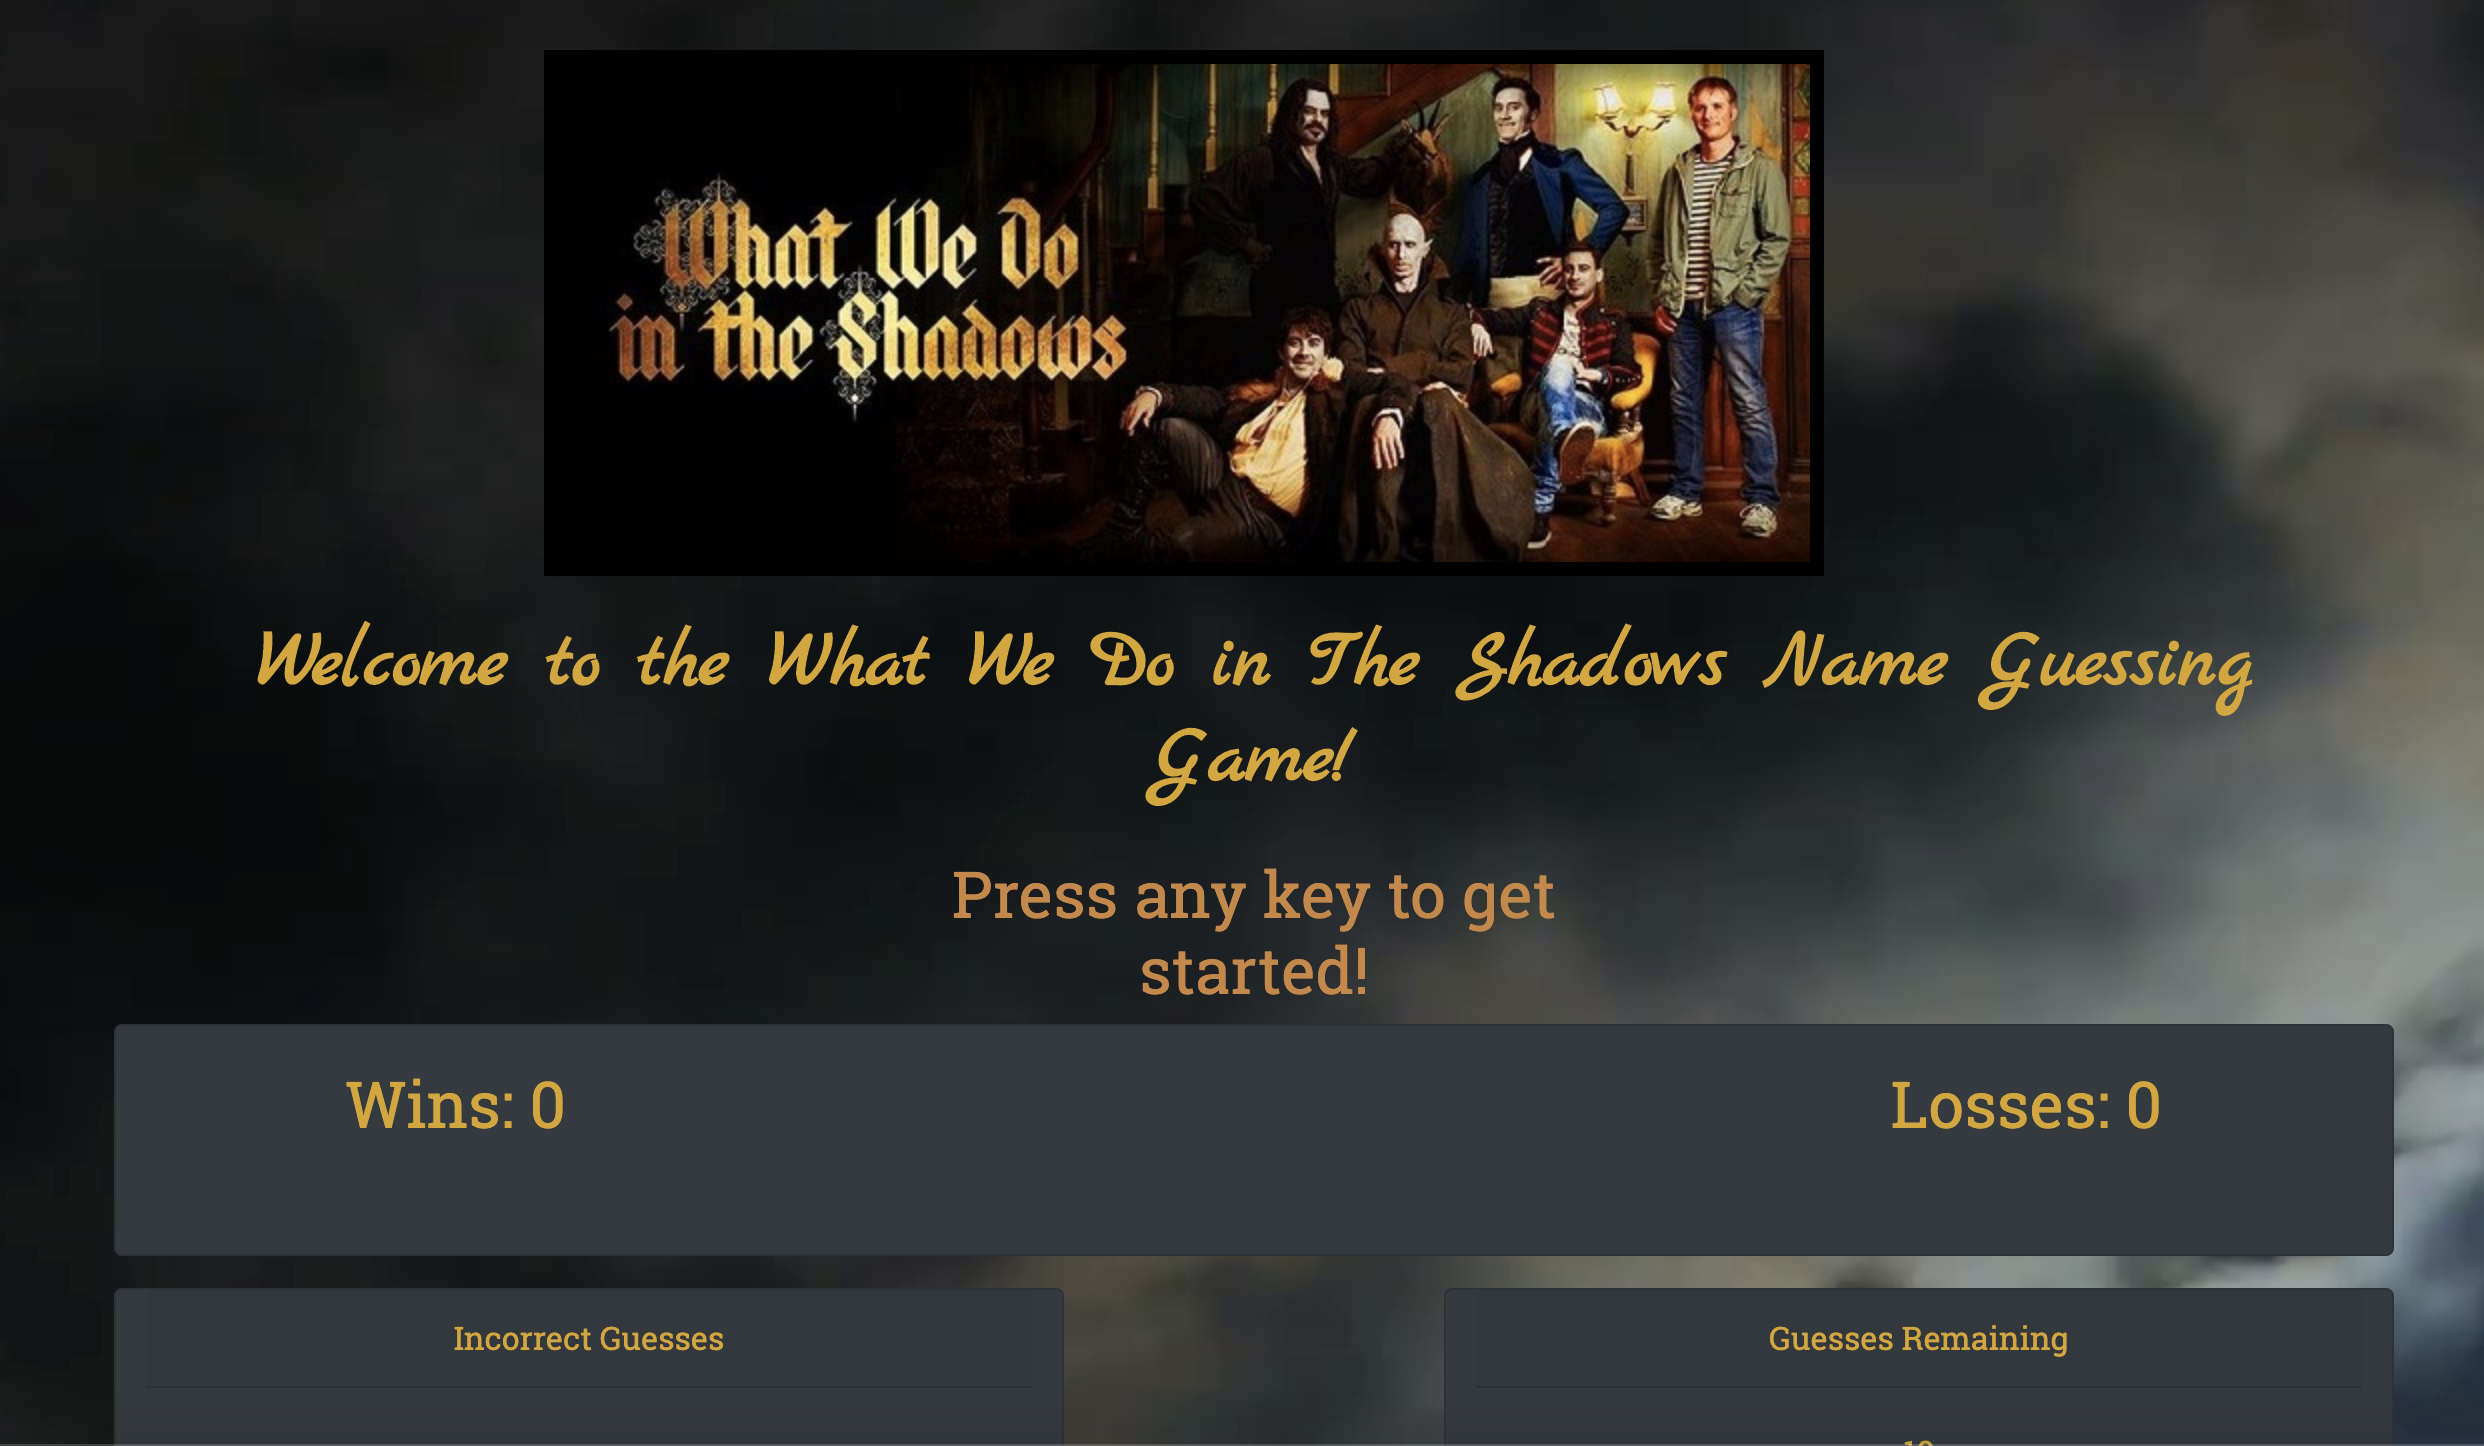 What We Do
in the Shadows
Welcome to the What We Do in The Shadows Name Guessing
Game!
Press any key to get
started!
Wins: 0
Losses: 0
Incorrect Guesses
Guesses Remaining